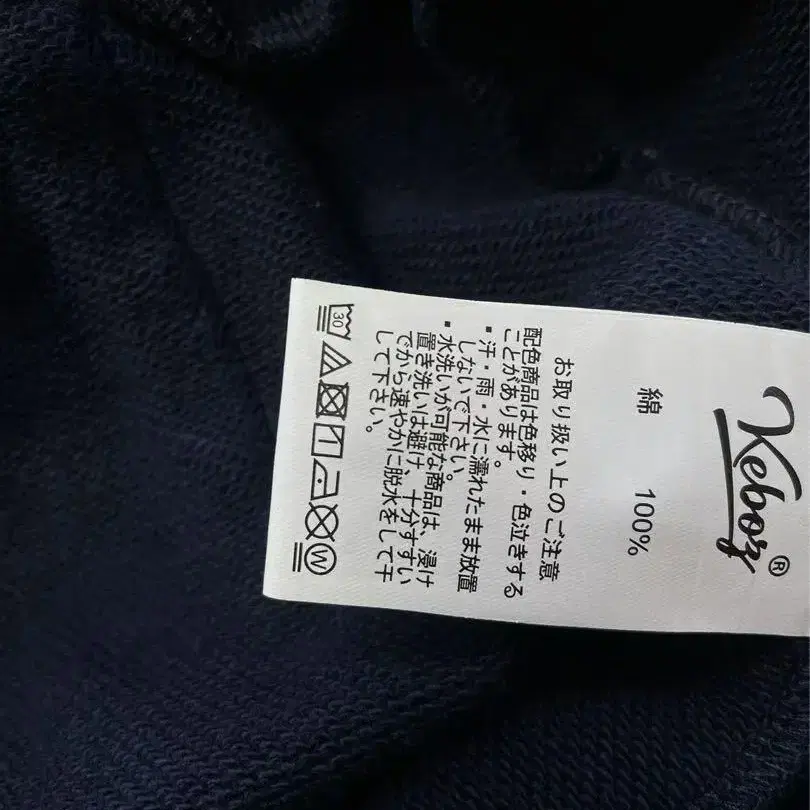 Keboz®
綿 100%
お取り扱い上のご注意
配色商品は色移り・色泣きする
ことがあります。
・汗・雨・水に濡れたまま放置
しないで下さい。
・水洗いが可能な商品は、浸け
置き洗いは避け、十分すすい
でから速やかに脱水をして干
して下さい。
30 W